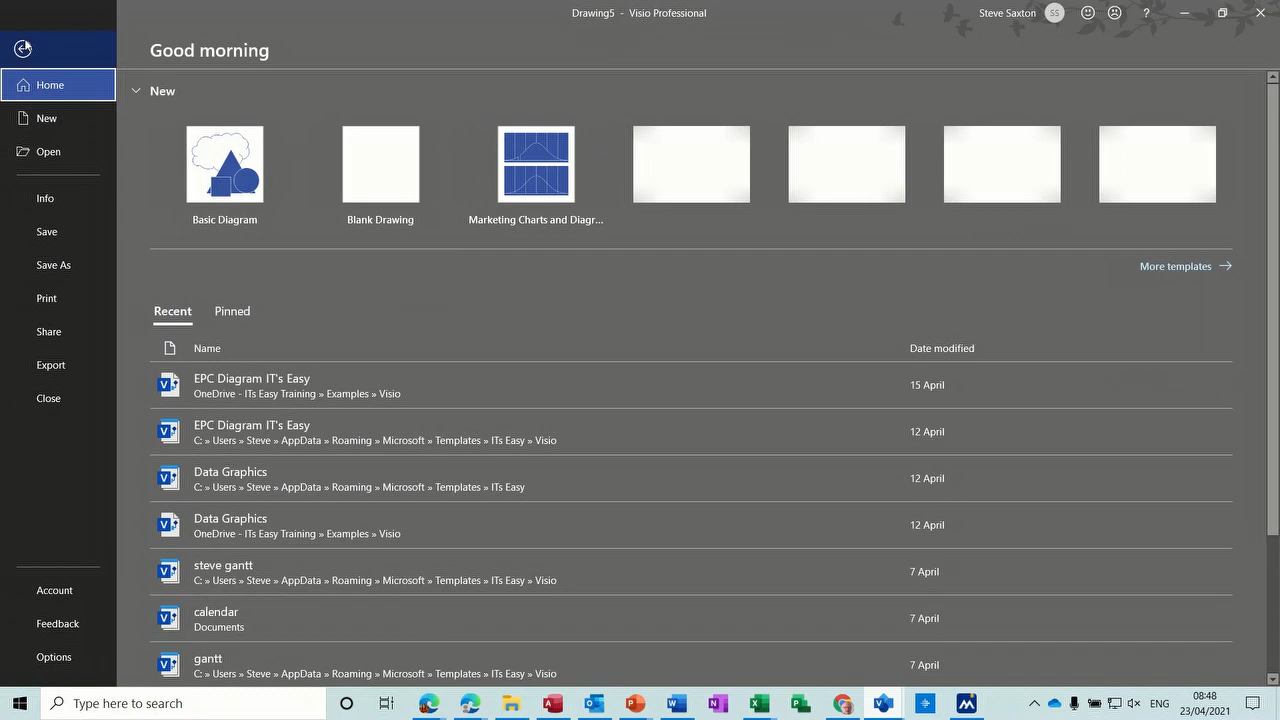 Drawing5 - Visio Professional
Steve Saxton
SS
?
Good morning
Home
New
Open
Info
Save
Save As
Print
Share
Export
Close
Account
Feedback
Options
New
Basic Diagram
Blank Drawing
Marketing Charts and Diagr...
More templates
Recent
Pinned
Name
Date modified
EPC Diagram IT's Easy
OneDrive - ITs Easy Training » Examples » Visio
15 April
EPC Diagram IT's Easy
C: » Users » Steve » AppData » Roaming » Microsoft » Templates » ITs Easy » Visio
12 April
Data Graphics
C: » Users » Steve » AppData » Roaming » Microsoft » Templates » ITs Easy
12 April
Data Graphics
OneDrive - ITs Easy Training » Examples » Visio
12 April
steve gantt
C: » Users » Steve » AppData » Roaming » Microsoft » Templates » ITs Easy » Visio
7 April
calendar
Documents
7 April
gantt
C: » Users » Steve » AppData » Roaming » Microsoft » Templates » ITs Easy » Visio
7 April
Type here to search
ENG
08:48
23/04/2021